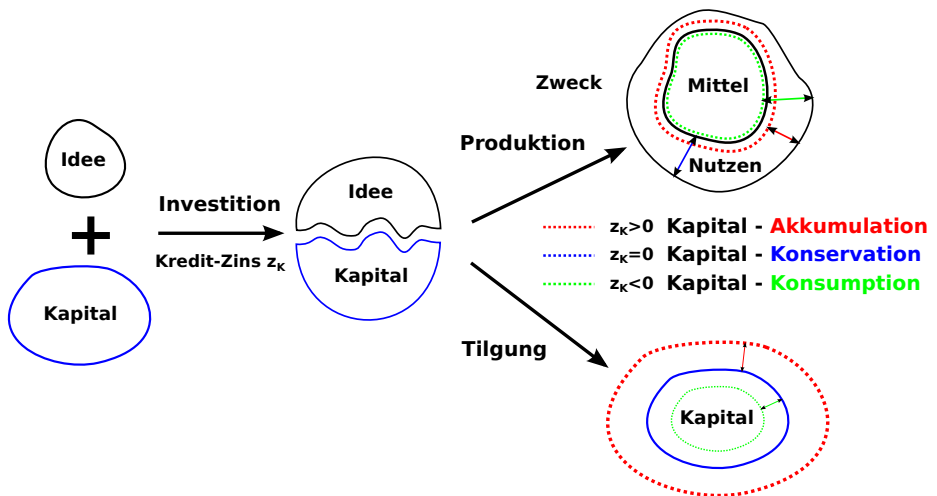 Idee
+
Kapital
Investition
Kredit-Zins zK
Idee
Kapital
Produktion
Tilgung
Zweck
Mittel
Nutzen
zK>0 Kapital - Akkumulation
zK=0 Kapital - Konservation
zK<0 Kapital - Konsumption
Kapital